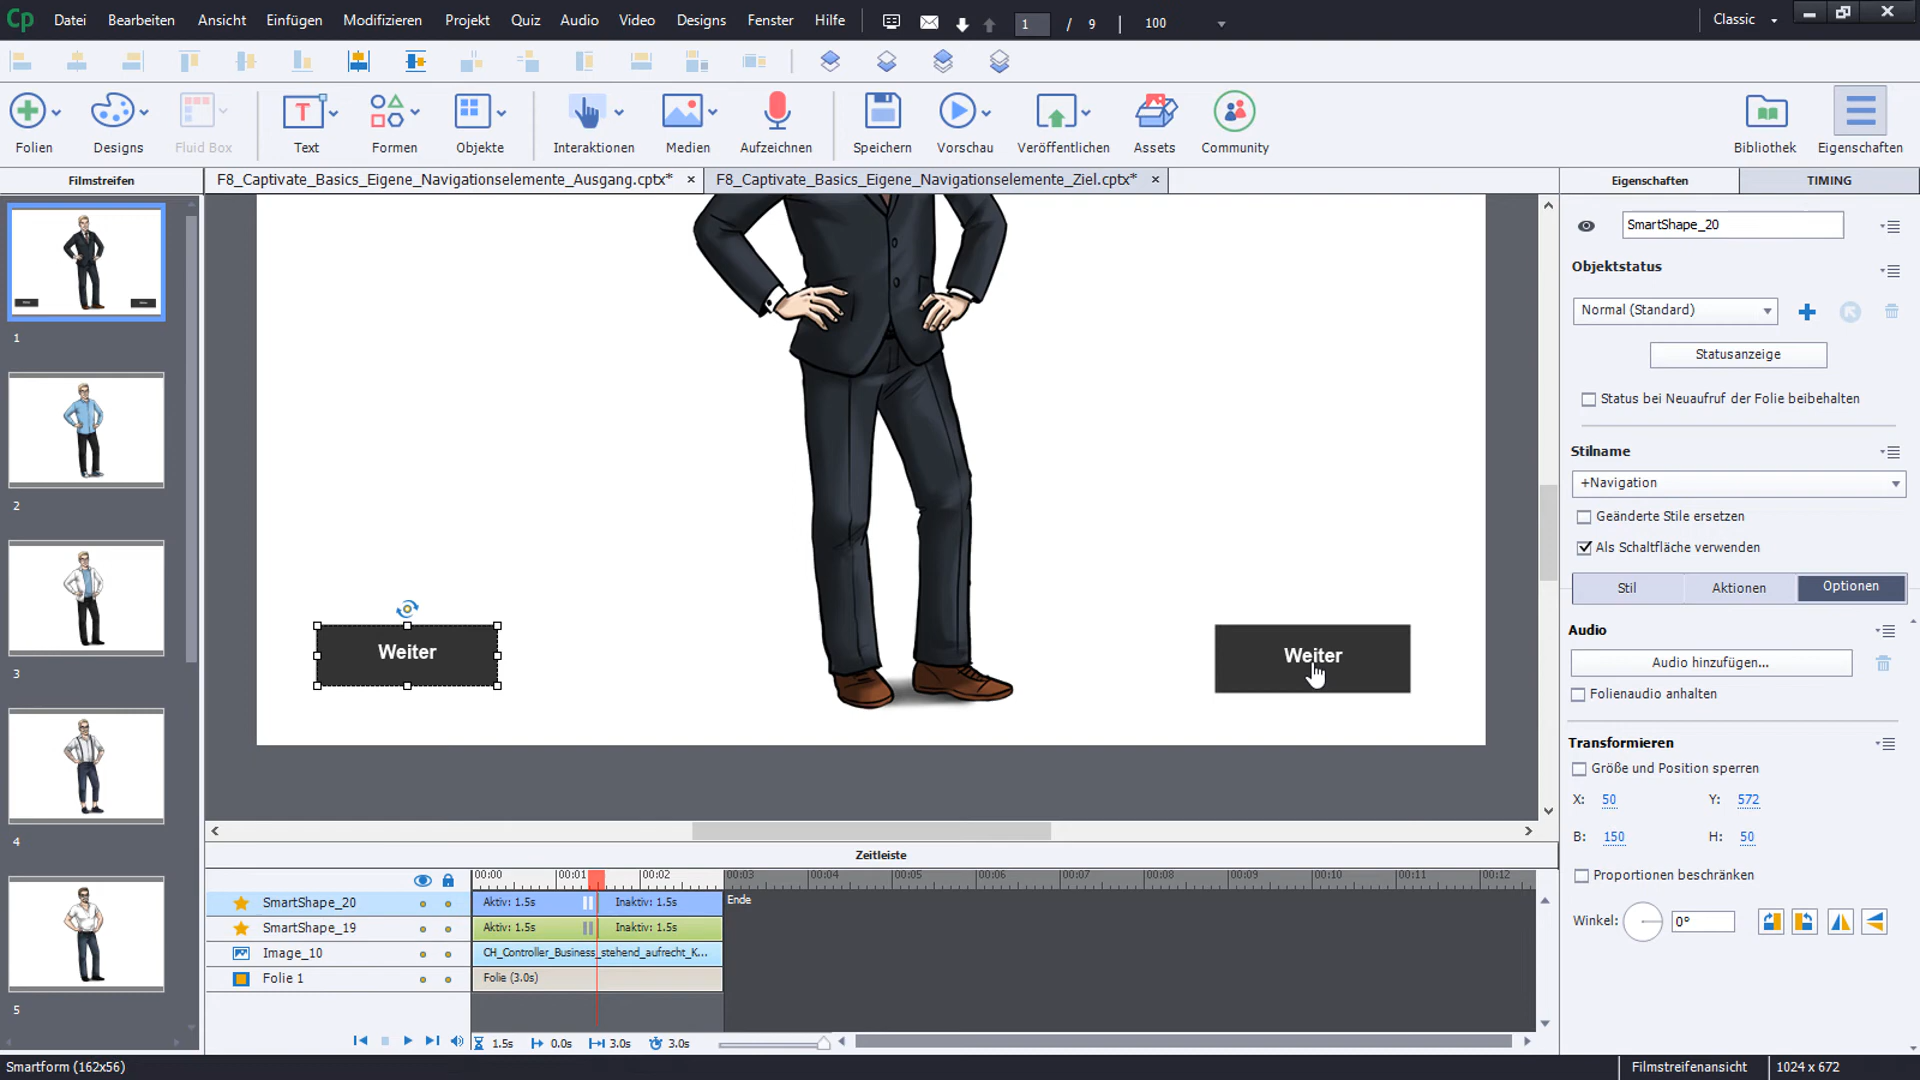 Cp Datei Bearbeiten Ansicht Einfügen Modifizieren Projekt Quiz Audio Video Designs Fenster Hilfe 1 / 9 100 Classic
Folien Designs Fluid Box Text Formen Objekte Interaktionen Medien Aufzeichnen Speichern Vorschau Veröffentlichen Assets Community Bibliothek Eigenschaften
Filmstreifen
F8_Captivate_Basics_Eigene_Navigationselemente_Ausgang.cptx* × F8_Captivate_Basics_Eigene_Navigationselemente_Ziel.cptx* ×
Eigenschaften TIMING
1
2
3
4
5
Weiter
Weiter
SmartShape_20
Objektstatus
Normal (Standard)
Statusanzeige
Status bei Neuaufruf der Folie beibehalten
Stilname
+Navigation
Geänderte Stile ersetzen
Als Schaltfläche verwenden
Stil Aktionen Optionen
Audio
Audio hinzufügen...
Folienaudio anhalten
Transformieren
Größe und Position sperren
X: 50 Y: 572
B: 150 H: 50
Proportionen beschränken
Winkel: 0°
Zeitleiste
00:00 00:01 00:02 00:03 00:04 00:05 00:06 00:07 00:08 00:09 00:10 00:11 00:12
SmartShape_20 Aktiv: 1.5s Inaktiv: 1.5s Ende
SmartShape_19 Aktiv: 1.5s Inaktiv: 1.5s
Image_10 CH_Controller_Business_stehend_aufrecht_K...
Folie 1 Folie (3.0s)
1.5s 0.0s 3.0s 3.0s
Smartform (162x56) Filmstreifenansicht 1024 x 672